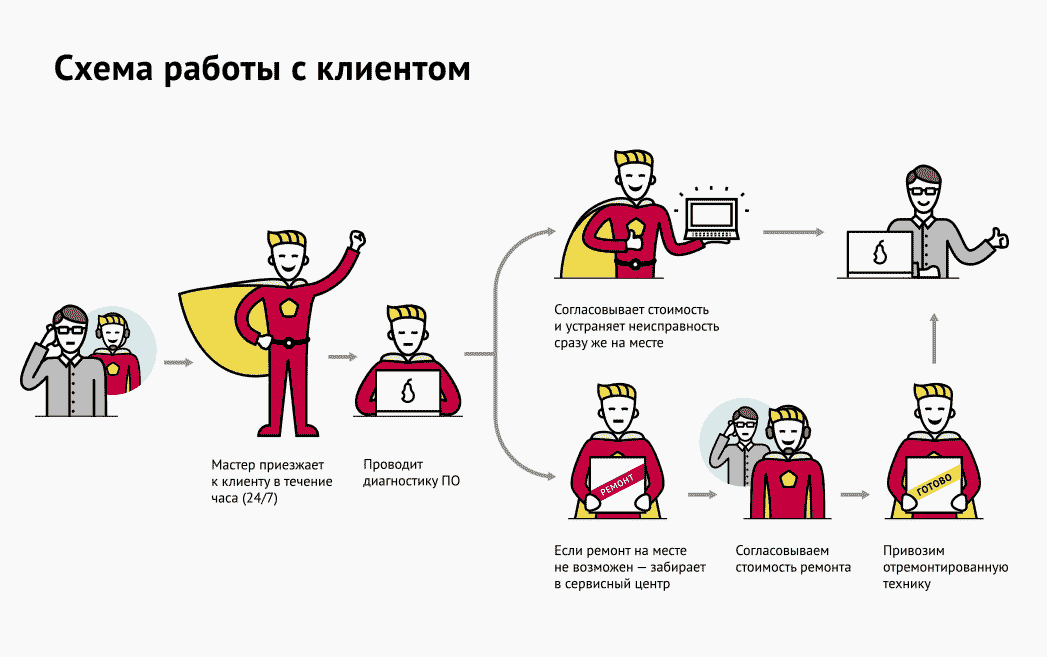 Схема работы с клиентом
Мастер приезжает
к клиенту в течение
часа (24/7)
Проводит
диагностику ПО
Согласовывает стоимость
и устраняет неисправность
сразу же на месте
РЕМОНТ
Если ремонт на месте
не возможен — забирает
в сервисный центр
Согласовываем
стоимость ремонта
ГОТОВО
Привозим
отремонтированную
технику